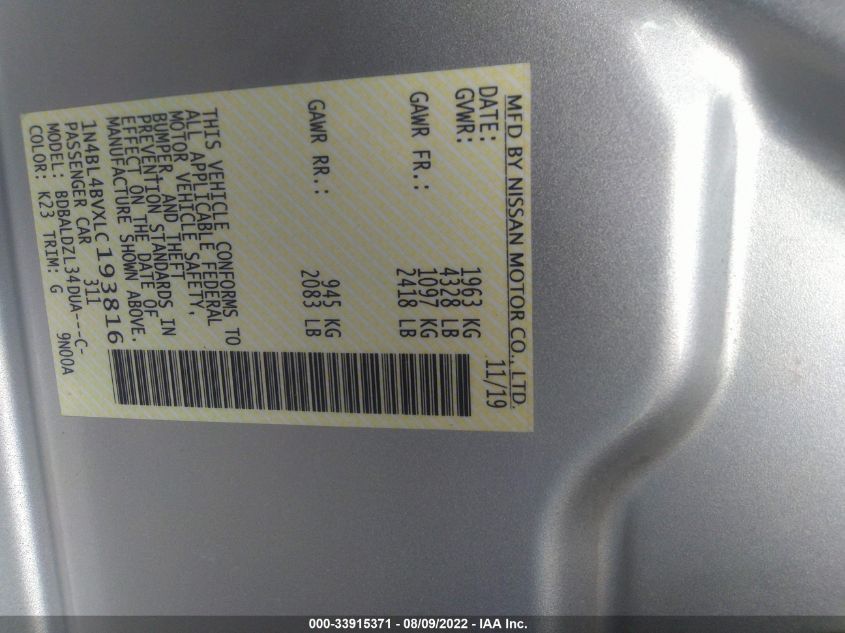 MFD BY NISSAN MOTOR CO., LTD.
DATE: 11/19
GVWR: 1963 KG
4328 LB
GAWR FR.: 1097 KG
2418 LB
GAWR RR.: 945 KG
2083 LB
THIS VEHICLE CONFORMS TO
ALL APPLICABLE FEDERAL
MOTOR VEHICLE SAFETY,
BUMPER, AND THEFT
PREVENTION STANDARDS IN
EFFECT ON THE DATE OF
MANUFACTURE SHOWN ABOVE.
1N4BL4BVXLC193816
PASSENGER CAR 311
MODEL: BDBALDZL34DUA---C-
COLOR: K23 TRIM: G 9N00A
000-33915371 - 08/09/2022 - IAA Inc.